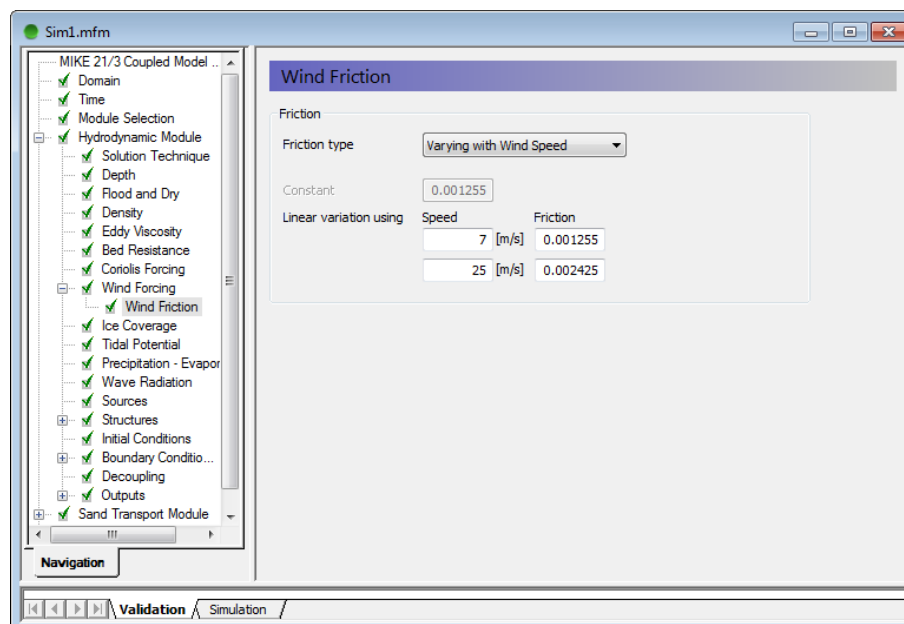 Sim1.mfm
MIKE 21/3 Coupled Model ..
Domain
Time
Module Selection
Hydrodynamic Module
Solution Technique
Depth
Flood and Dry
Density
Eddy Viscosity
Bed Resistance
Coriolis Forcing
Wind Forcing
Wind Friction
Ice Coverage
Tidal Potential
Precipitation - Evapor
Wave Radiation
Sources
Structures
Initial Conditions
Boundary Conditio...
Decoupling
Outputs
Sand Transport Module
Navigation
Wind Friction
Friction
Friction type Varying with Wind Speed
Constant 0.001255
Linear variation using Speed Friction
7 [m/s] 0.001255
25 [m/s] 0.002425
Validation Simulation